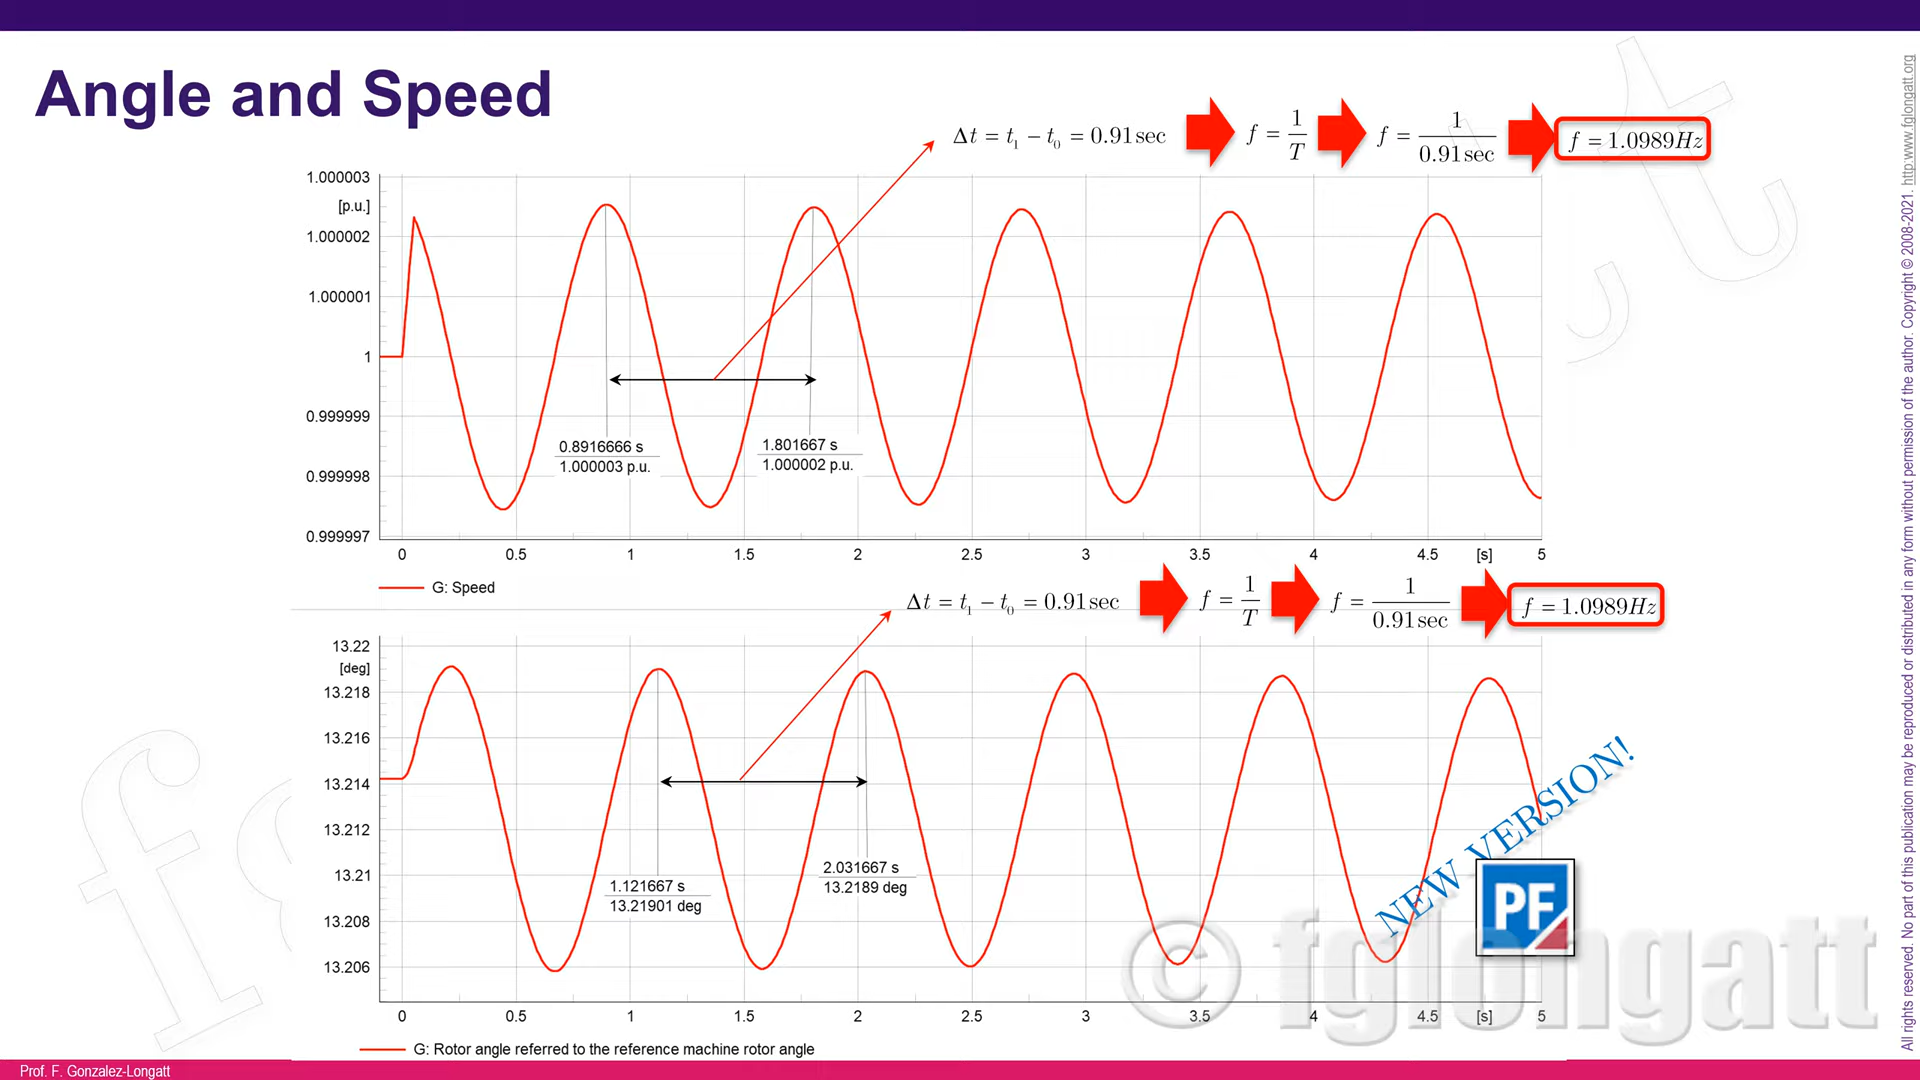 Angle and Speed
Δt = t₁ − t₀ = 0.91 sec
f = 1/T
f = 1/0.91 sec
f = 1.0989Hz
1.000003
[p.u.]
1.000002
1.000001
1
0.999999
0.999998
0.999997
0.8916666 s
1.000003 p.u.
1.801667 s
1.000002 p.u.
0 0.5 1 1.5 2 2.5 3 3.5 4 4.5 [s] 5
G: Speed
Δt = t₁ − t₀ = 0.91 sec
f = 1/T
f = 1/0.91 sec
f = 1.0989Hz
13.22
[deg]
13.218
13.216
13.214
13.212
13.21
13.208
13.206
1.121667 s
13.21901 deg
2.031667 s
13.2189 deg
NEW VERSION!
PF
© fglongatt
0 0.5 1 1.5 2 2.5 3 3.5 4 4.5 [s] 5
G: Rotor angle referred to the reference machine rotor angle
Prof. F. Gonzalez-Longatt
All rights reserved. No part of this publication may be reproduced or distributed in any form without permission of the author. Copyright © 2008-2021. http:www.fglongatt.org